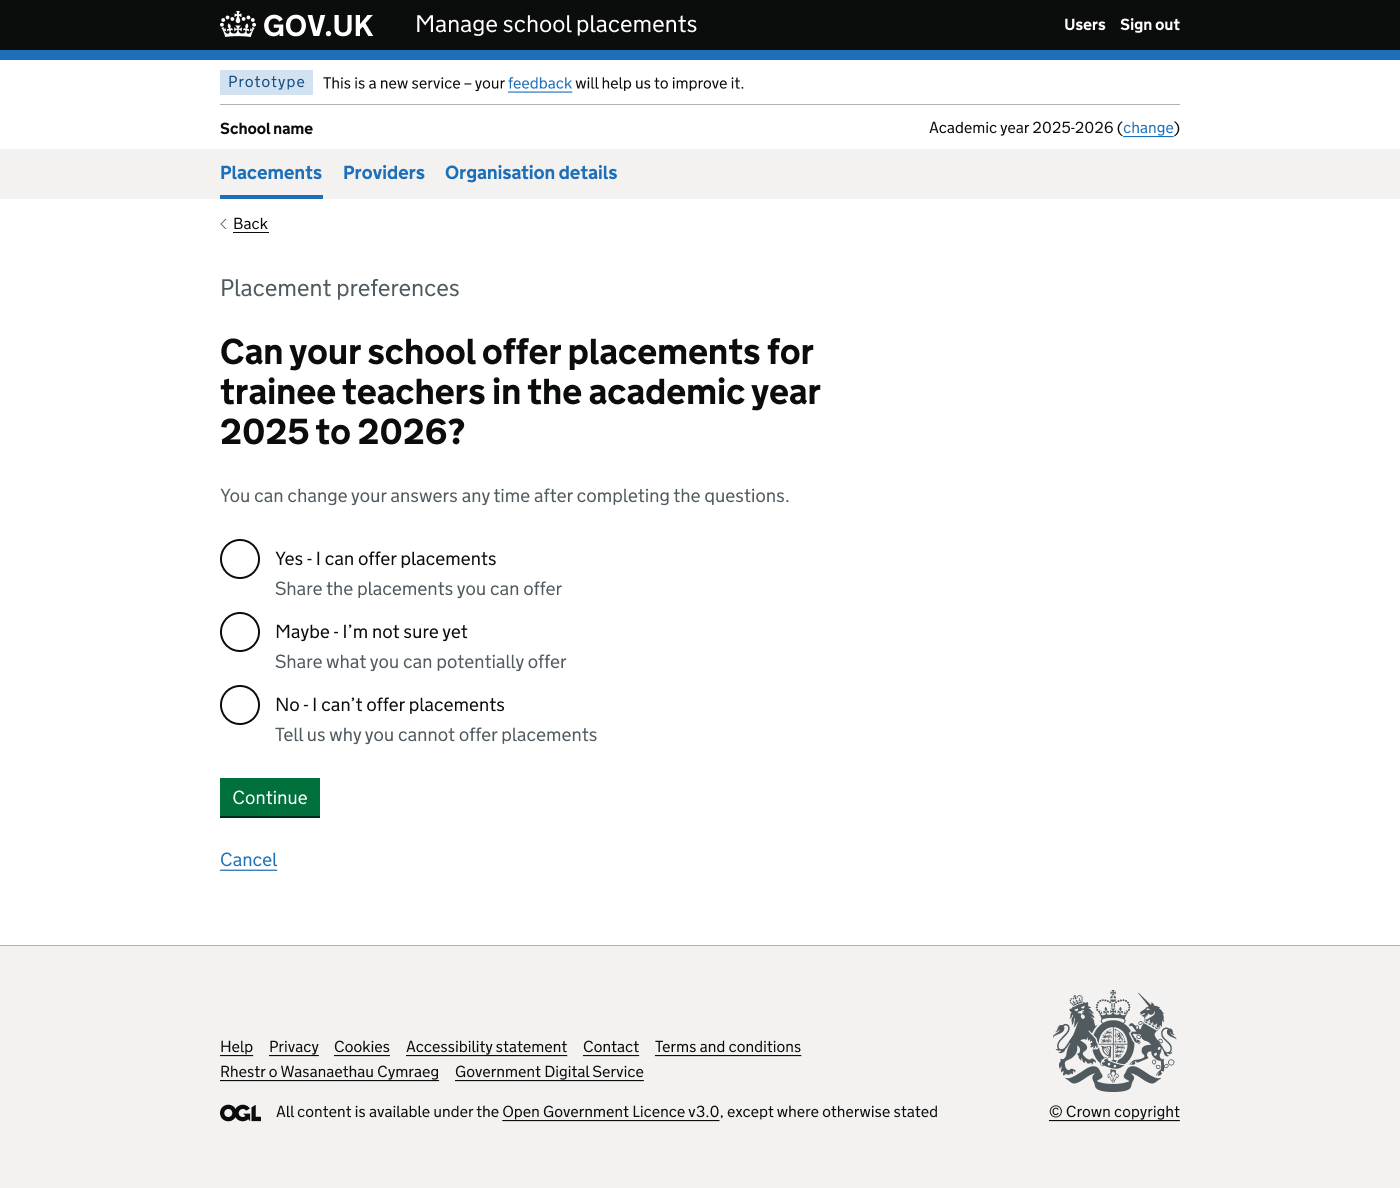 GOV.UK Manage school placements Users Sign out
Prototype This is a new service – your feedback will help us to improve it.
School name Academic year 2025-2026 (change)
Placements Providers Organisation details
Back
Placement preferences
Can your school offer placements for
trainee teachers in the academic year
2025 to 2026?
You can change your answers any time after completing the questions.
Yes - I can offer placements
Share the placements you can offer
Maybe - I’m not sure yet
Share what you can potentially offer
No - I can’t offer placements
Tell us why you cannot offer placements
Continue
Cancel
Help Privacy Cookies Accessibility statement Contact Terms and conditions
Rhestr o Wasanaethau Cymraeg Government Digital Service
OGL All content is available under the Open Government Licence v3.0, except where otherwise stated © Crown copyright